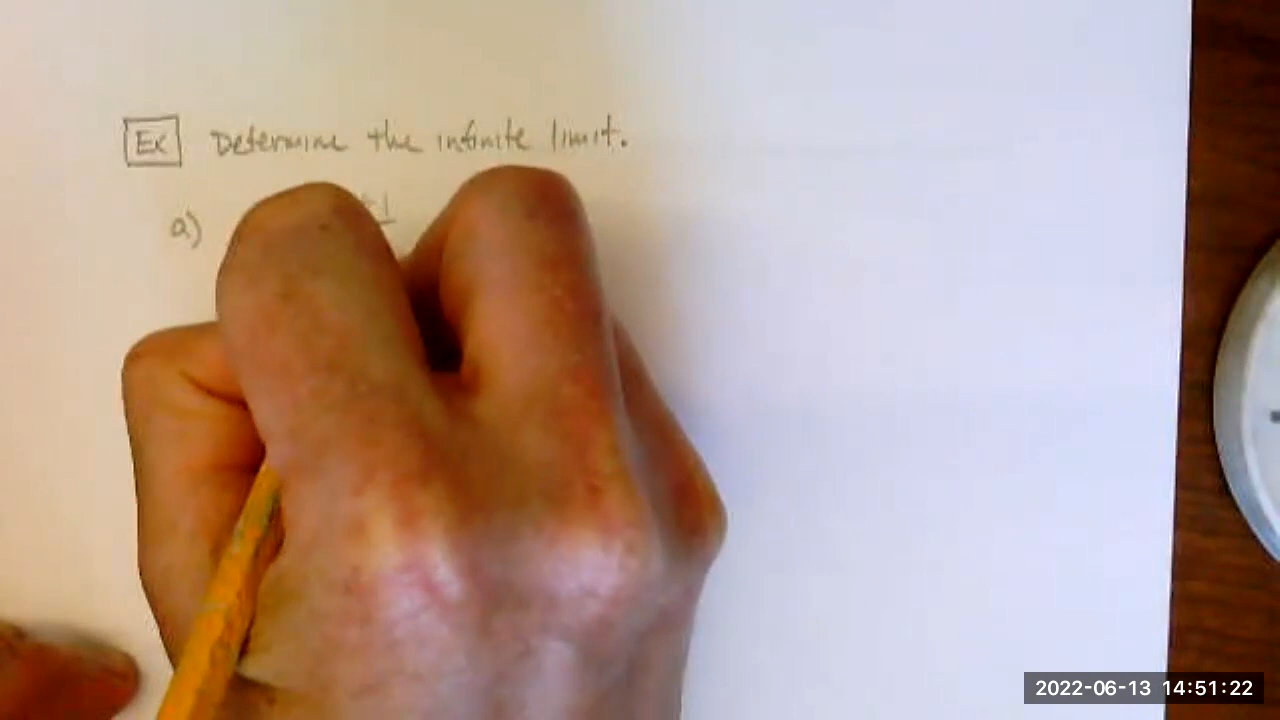 Ex Determine the infinite limit.
a)
2022-06-13 14:51:22